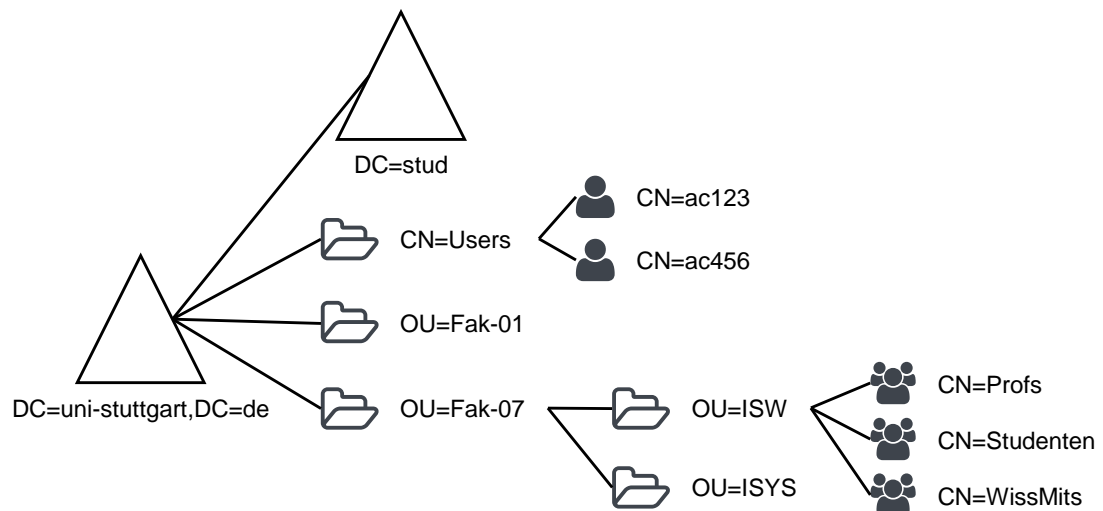 DC=stud
CN=Users
CN=ac123
CN=ac456
OU=Fak-01
DC=uni-stuttgart,DC=de
OU=Fak-07
OU=ISW
CN=Profs
CN=Studenten
OU=ISYS
CN=WissMits